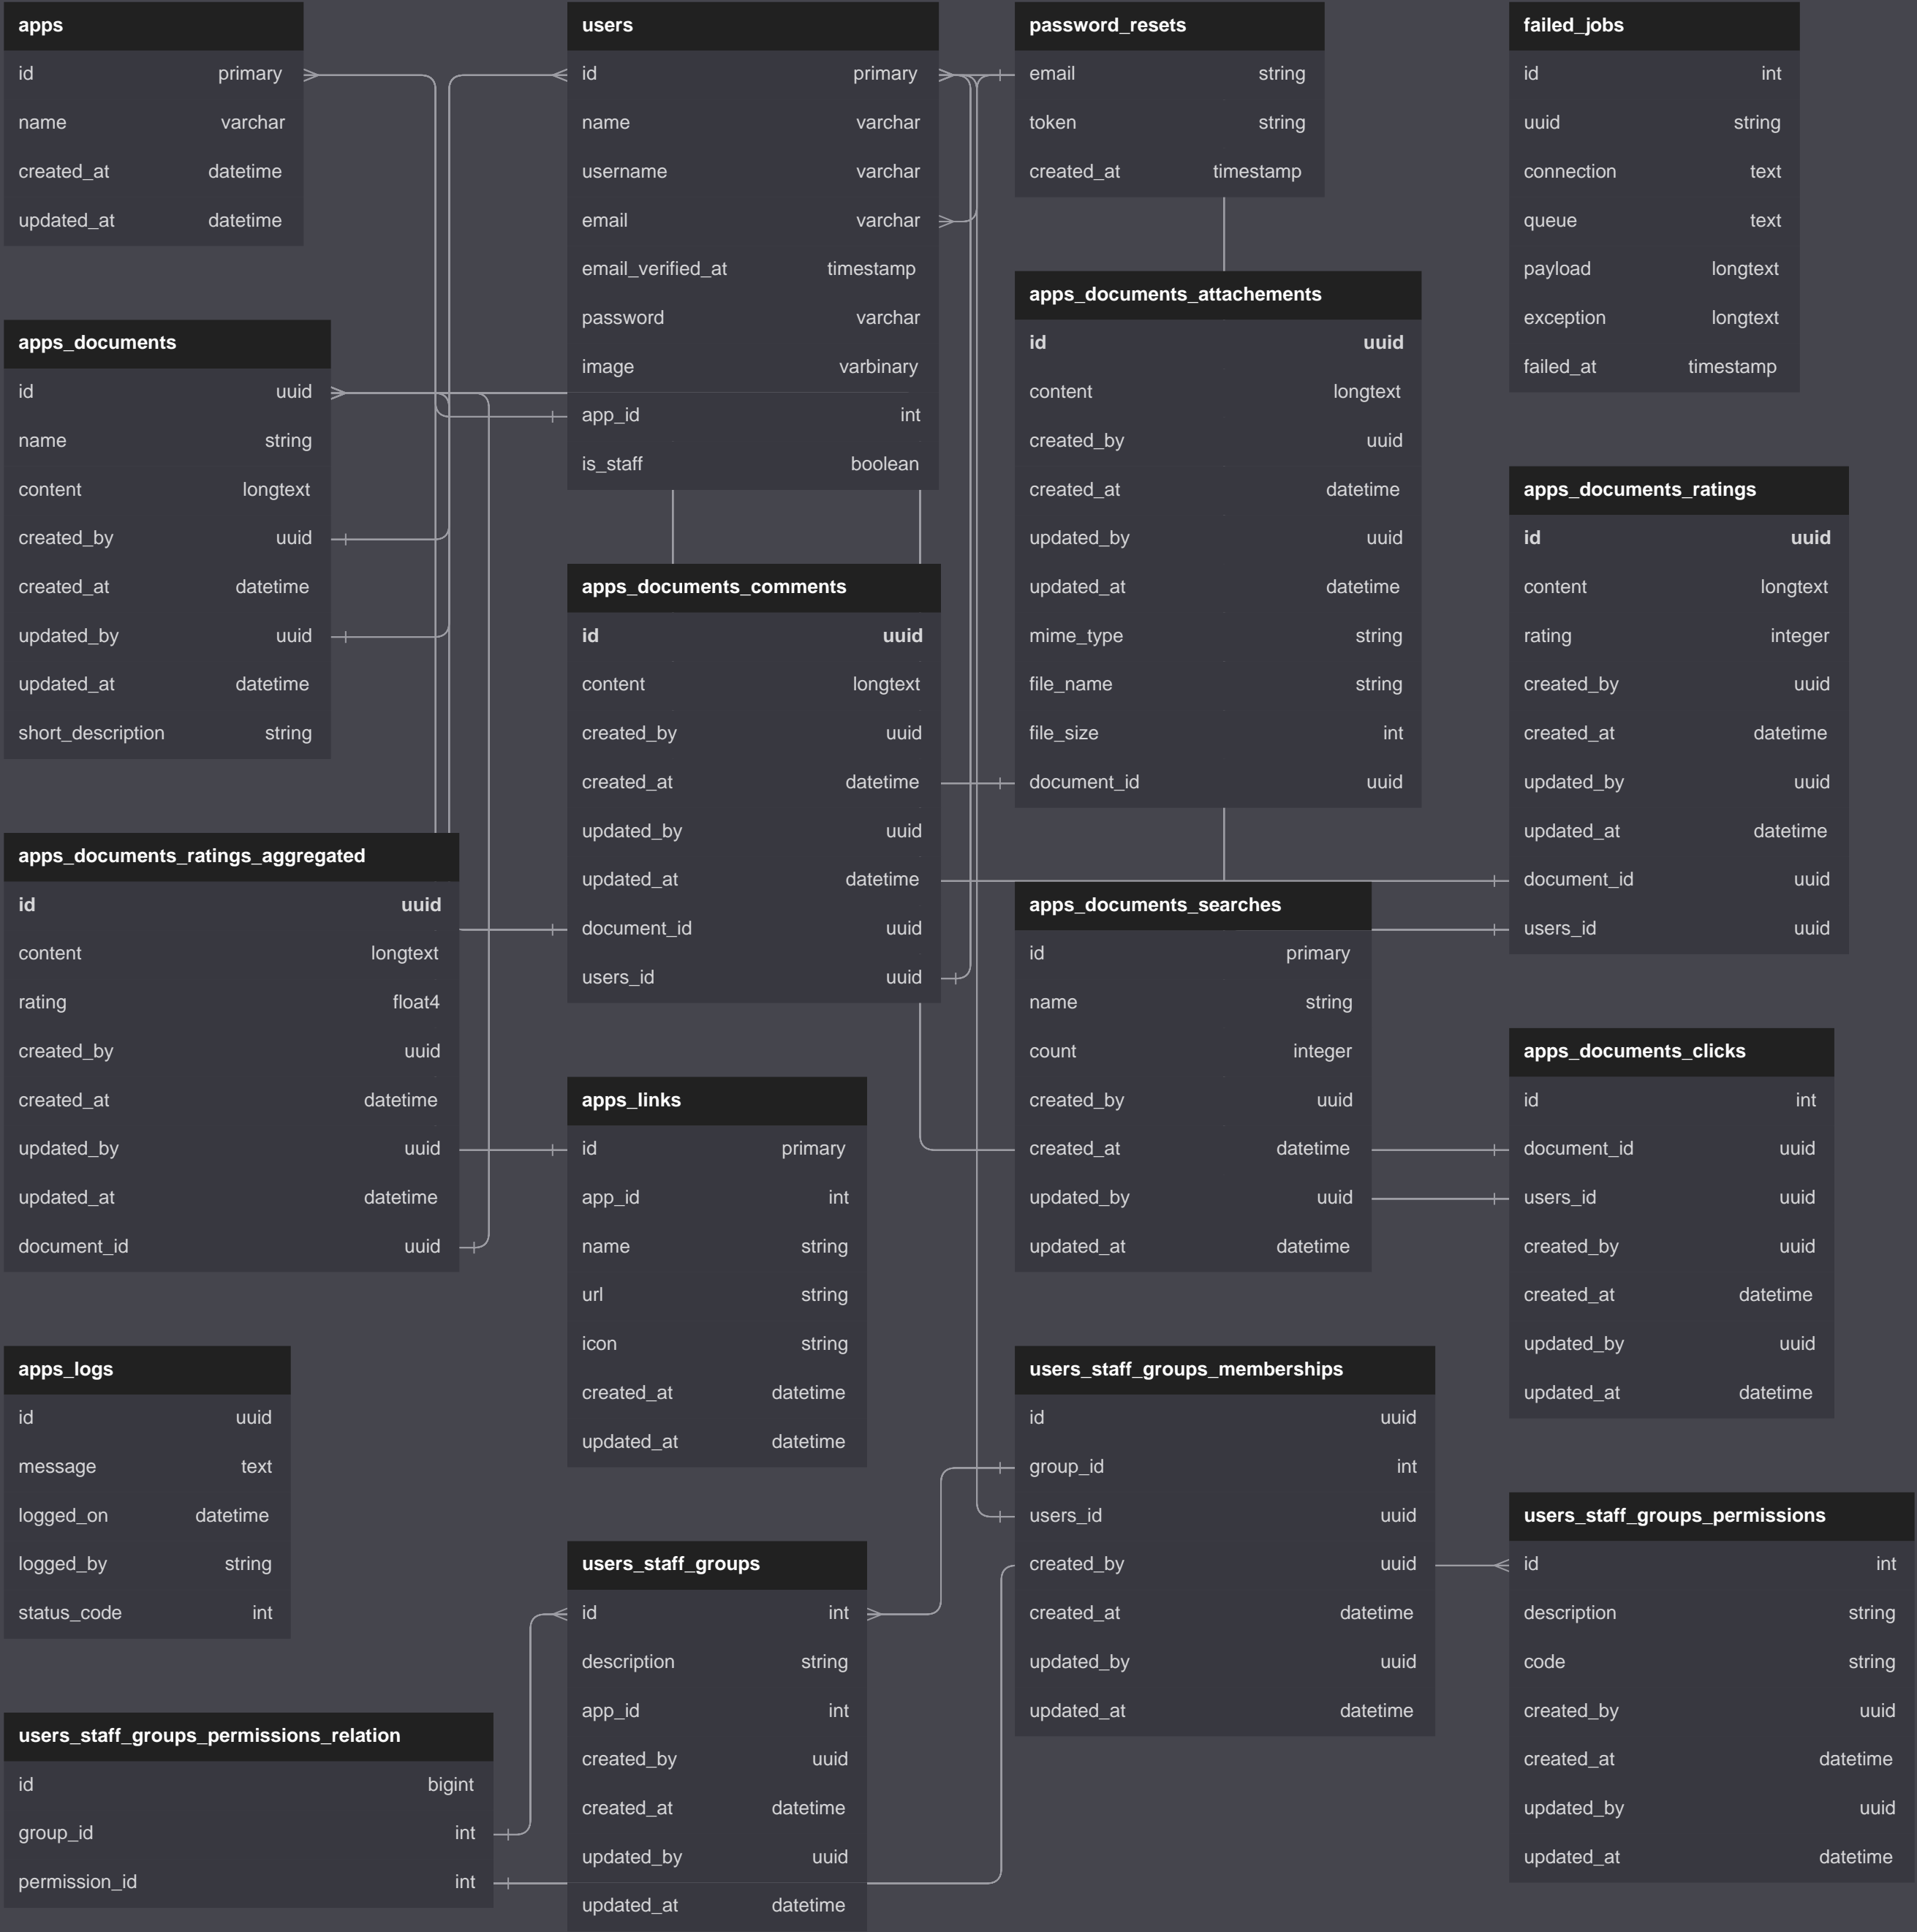 apps
id primary
name varchar
created_at datetime
updated_at datetime
users
id primary
name varchar
username varchar
email varchar
email_verified_at timestamp
password varchar
image varbinary
app_id int
is_staff boolean
password_resets
email string
token string
created_at timestamp
failed_jobs
id int
uuid string
connection text
queue text
payload longtext
exception longtext
failed_at timestamp
apps_documents
id uuid
name string
content longtext
created_by uuid
created_at datetime
updated_by uuid
updated_at datetime
short_description string
apps_documents_attachements
id uuid
content longtext
created_by uuid
created_at datetime
updated_by uuid
updated_at datetime
mime_type string
file_name string
file_size int
document_id uuid
apps_documents_ratings
id uuid
content longtext
rating integer
created_by uuid
created_at datetime
updated_by uuid
updated_at datetime
document_id uuid
users_id uuid
apps_documents_comments
id uuid
content longtext
created_by uuid
created_at datetime
updated_by uuid
updated_at datetime
document_id uuid
users_id uuid
apps_documents_ratings_aggregated
id uuid
content longtext
rating float4
created_by uuid
created_at datetime
updated_by uuid
updated_at datetime
document_id uuid
apps_documents_searches
id primary
name string
count integer
created_by uuid
created_at datetime
updated_by uuid
updated_at datetime
apps_documents_clicks
id int
document_id uuid
users_id uuid
created_by uuid
created_at datetime
updated_by uuid
updated_at datetime
apps_links
id primary
app_id int
name string
url string
icon string
created_at datetime
updated_at datetime
apps_logs
id uuid
message text
logged_on datetime
logged_by string
status_code int
users_staff_groups_memberships
id uuid
group_id int
users_id uuid
created_by uuid
created_at datetime
updated_by uuid
updated_at datetime
users_staff_groups_permissions
id int
description string
code string
created_by uuid
created_at datetime
updated_by uuid
updated_at datetime
users_staff_groups
id int
description string
app_id int
created_by uuid
created_at datetime
updated_by uuid
updated_at datetime
users_staff_groups_permissions_relation
id bigint
group_id int
permission_id int